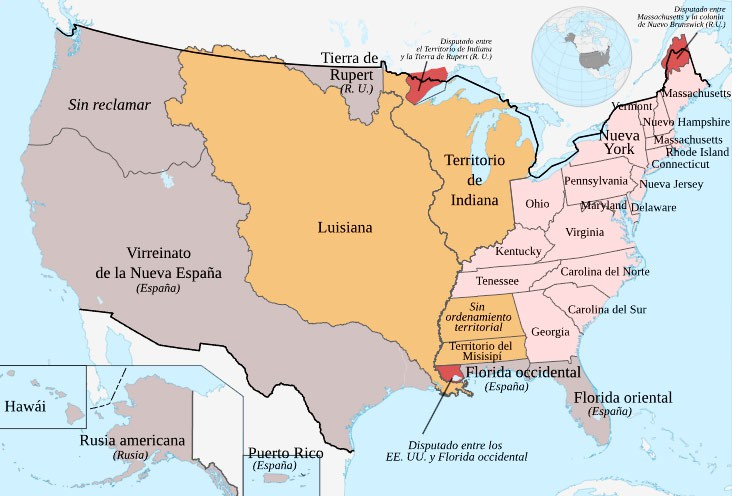 Disputado entre
Massachusetts y la colonia
de Nuevo Brunswick (R.U.)
Disputado entre
el Territorio de Indiana
y la Tierra de Rupert (R. U.)
Tierra de
Rupert
(R. U.)
Sin reclamar
Massachusetts
Vermont
Nuevo Hampshire
Nueva
York
Massachusetts
Rhode Island
Connecticut
Territorio
de
Indiana
Pennsylvania
Nueva Jersey
Ohio
Maryland
Delaware
Luisiana
Virginia
Virreinato
de la Nueva España
(España)
Kentucky
Carolina del Norte
Tenessee
Sin
ordenamiento
territorial
Carolina del Sur
Georgia
Territorio del
Misisipí
Florida occidental
(España)
Hawái
Florida oriental
(España)
Rusia americana
(Rusia)
Puerto Rico
(España)
Disputado entre los
EE. UU. y Florida occidental